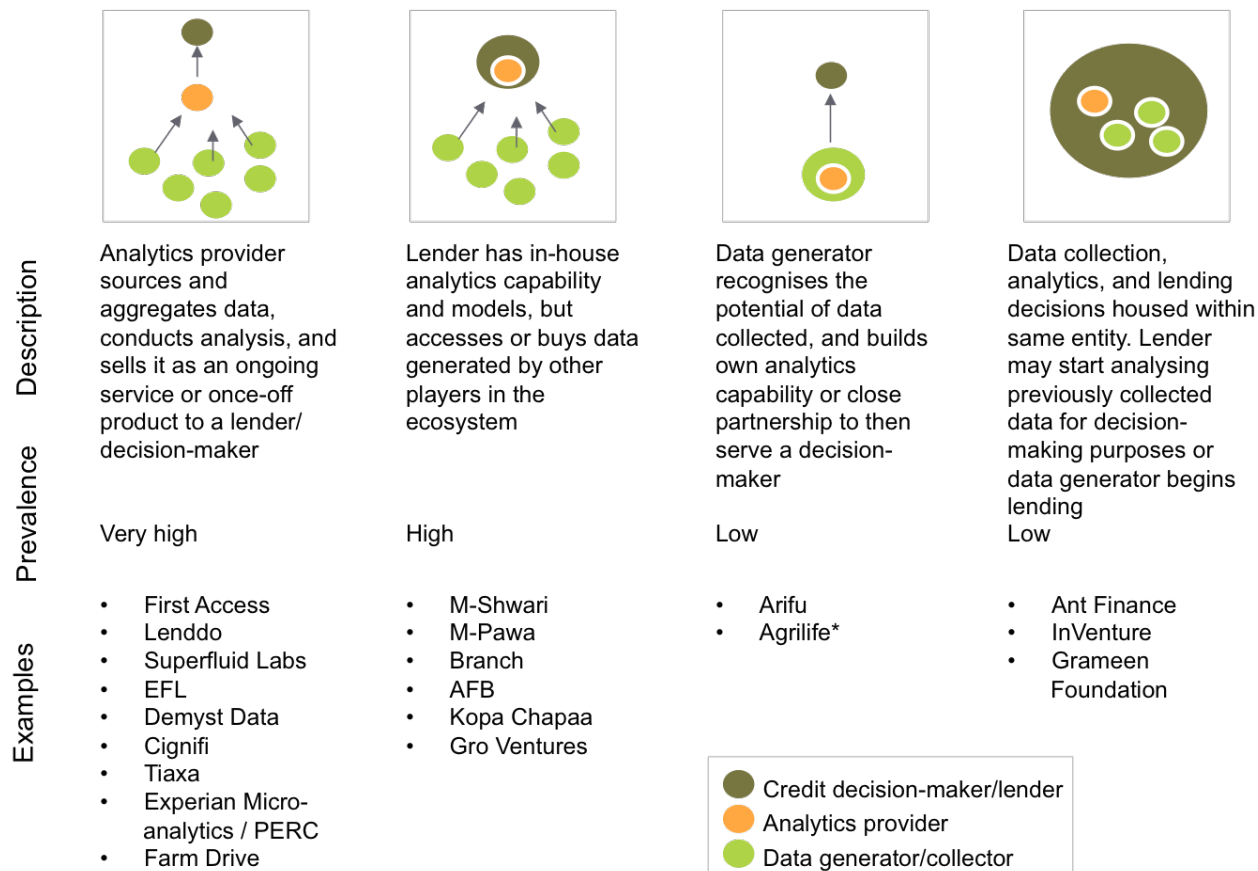 Description
Analytics provider
sources and
aggregates data,
conducts analysis, and
sells it as an ongoing
service or once-off
product to a lender/
decision-maker
Lender has in-house
analytics capability
and models, but
accesses or buys data
generated by other
players in the
ecosystem
Data generator
recognises the
potential of data
collected, and builds
own analytics
capability or close
partnership to then
serve a decision-
maker
Data collection,
analytics, and lending
decisions housed within
same entity. Lender
may start analysing
previously collected
data for decision-
making purposes or
data generator begins
lending
Prevalence
Very high
High
Low
Low
Examples
• First Access
• Lenddo
• Superfluid Labs
• EFL
• Demyst Data
• Cignifi
• Tiaxa
• Experian Micro-
analytics / PERC
• Farm Drive
• M-Shwari
• M-Pawa
• Branch
• AFB
• Kopa Chapaa
• Gro Ventures
• Arifu
• Agrilife*
• Ant Finance
• InVenture
• Grameen
Foundation
Credit decision-maker/lender
Analytics provider
Data generator/collector